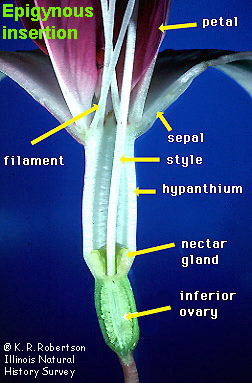 Epigynous
insertion
petal
sepal
filament
style
hypanthium
nectar
gland
inferior
ovary
® K. R. Robertson
Illinois Natural
History Survey